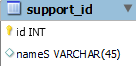 support_id
id INT
nameS VARCHAR(45)